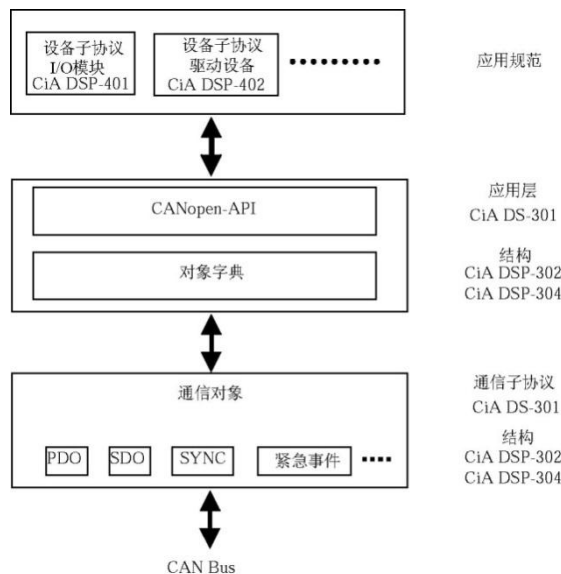 设备子协议
I/O模块
CiA DSP-401
设备子协议
驱动设备
CiA DSP-402
应用规范
CANopen-API
对象字典
应用层
CiA DS-301
结构
CiA DSP-302
CiA DSP-304
通信对象
PDO
SDO
SYNC
紧急事件
通信子协议
CiA DS-301
结构
CiA DSP-302
CiA DSP-304
CAN Bus